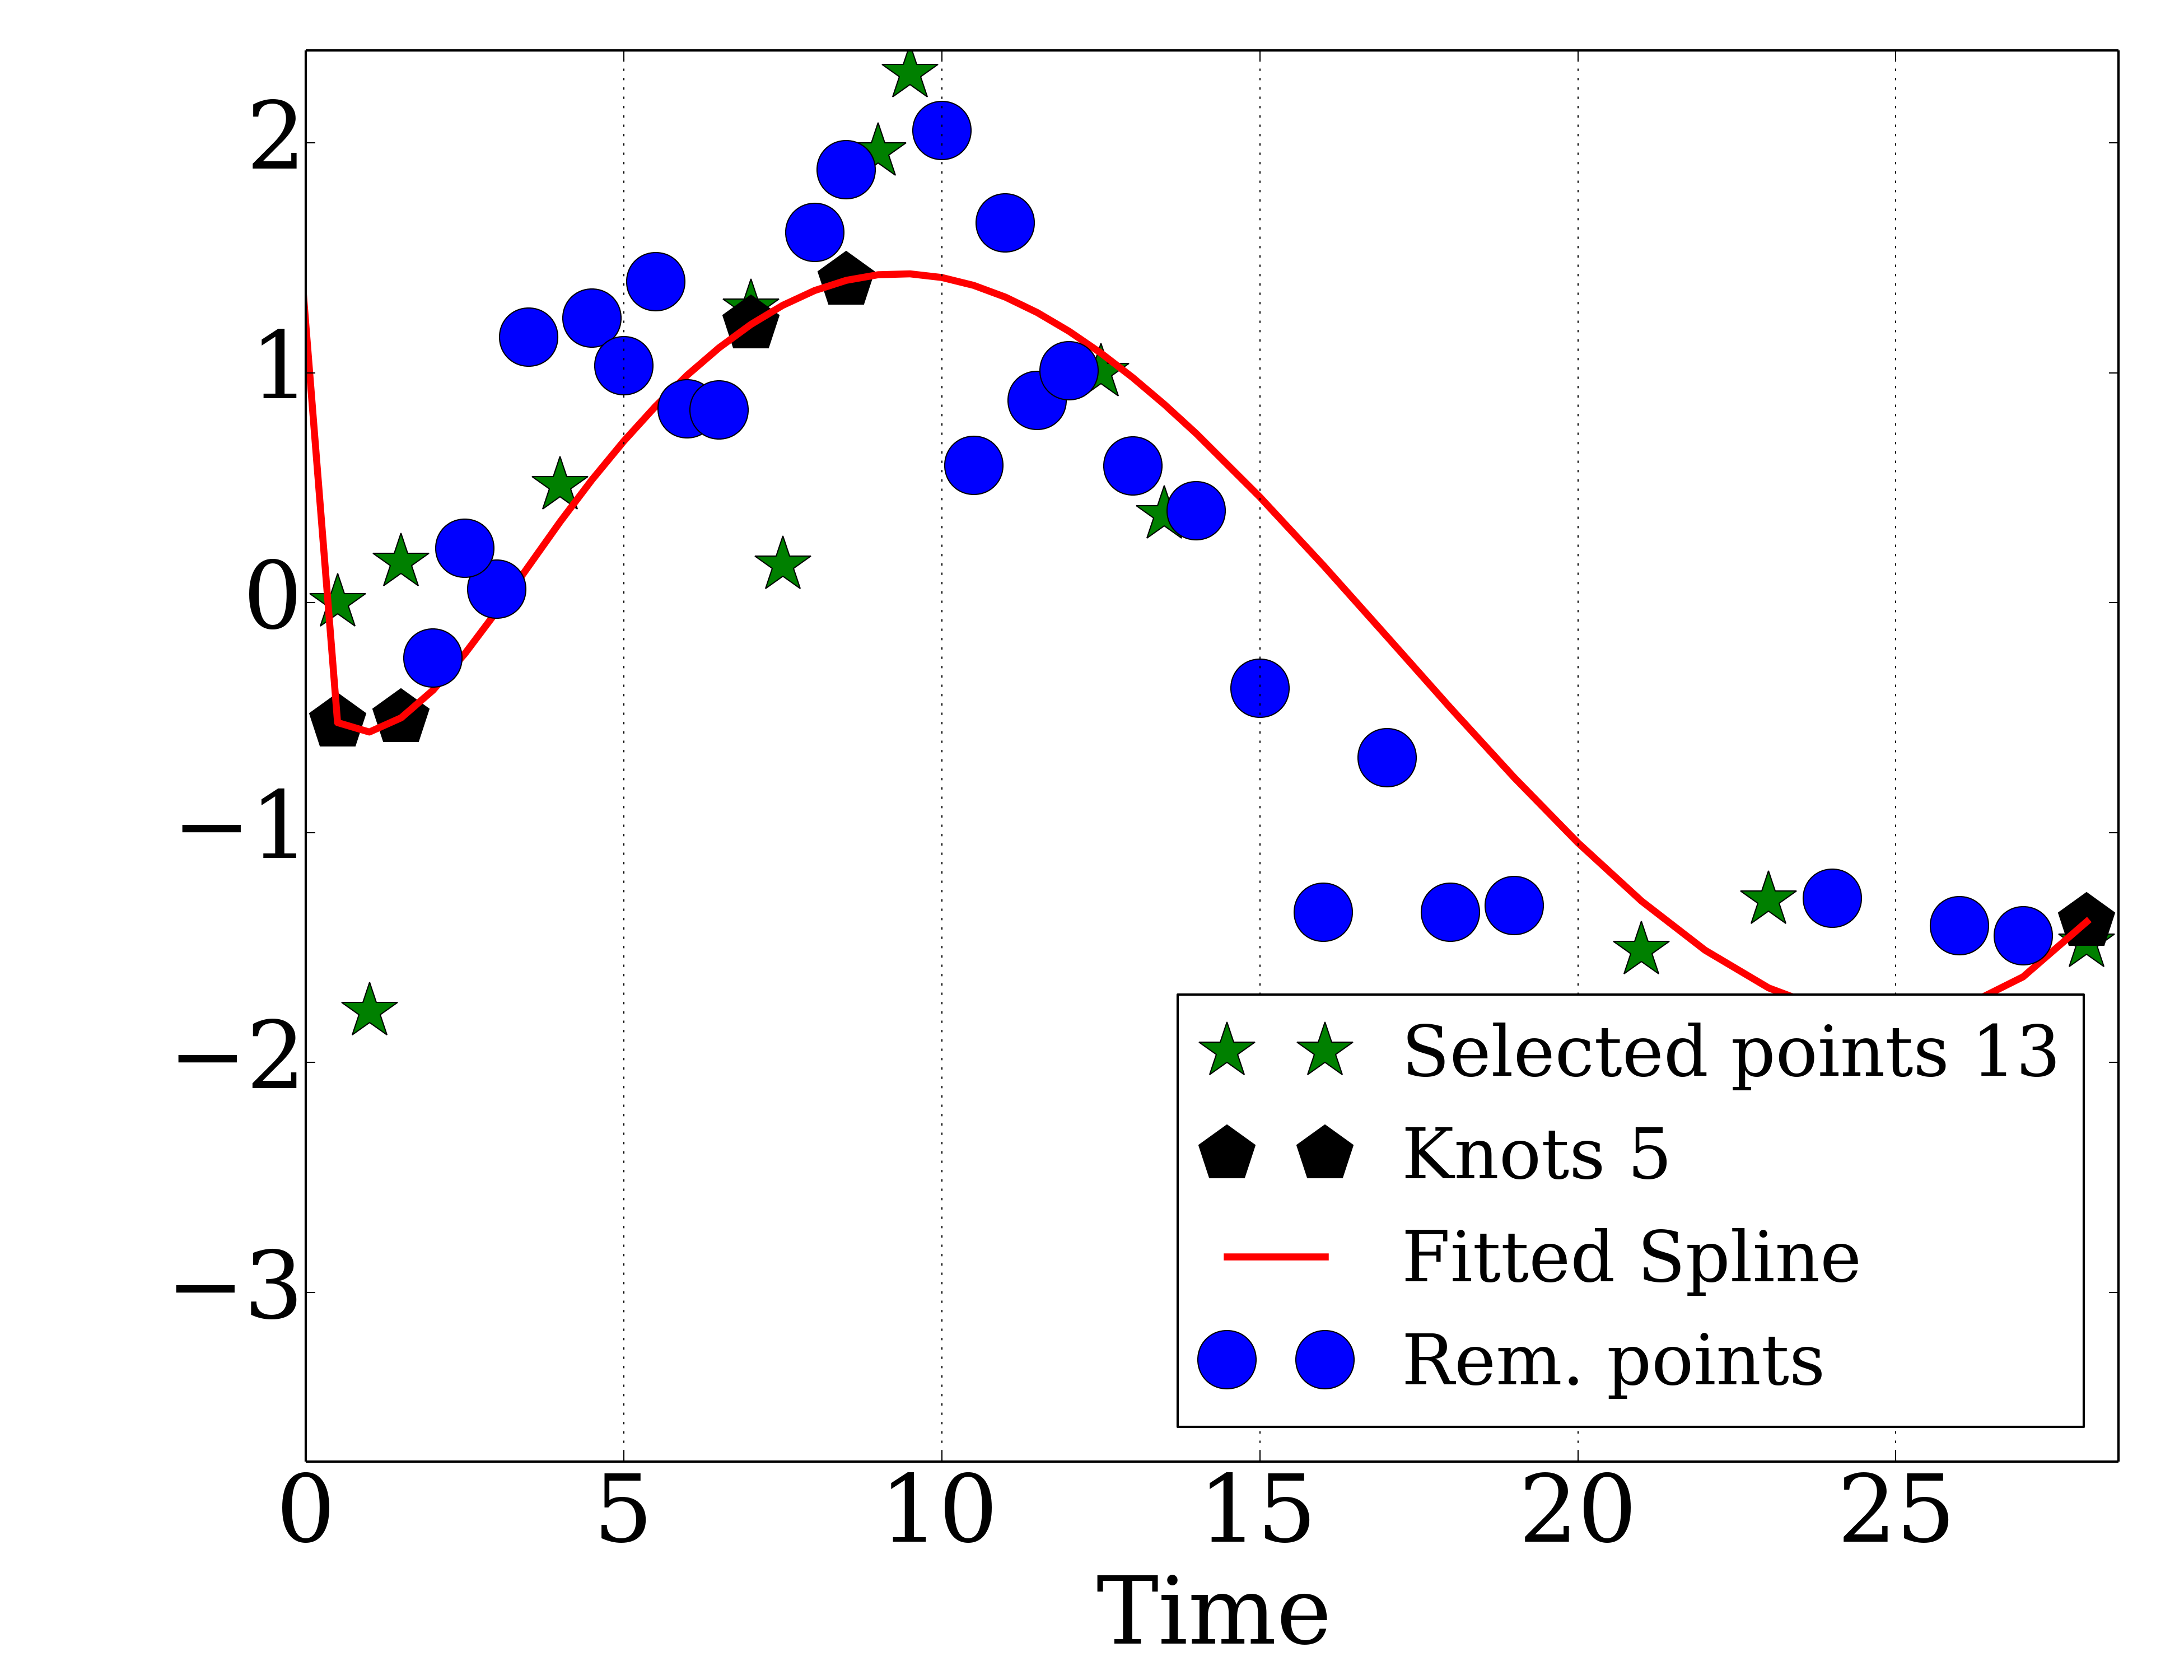 2
1
0
−1
−2
−3
0 5 10 15 20 25
Time
Selected points 13
Knots 5
Fitted Spline
Rem. points